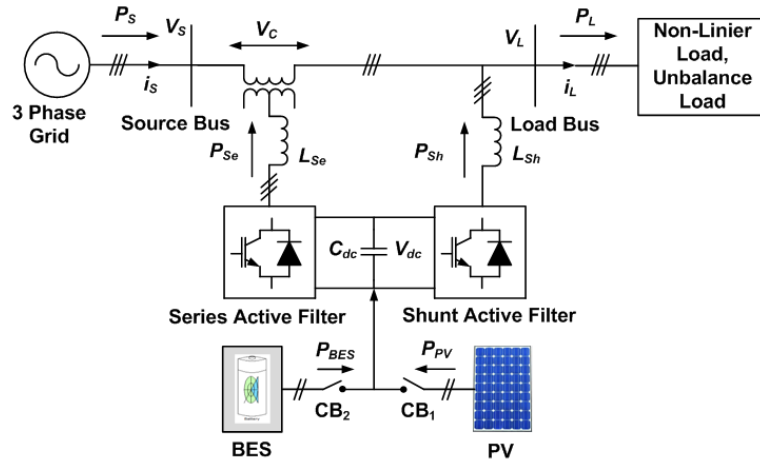 P_S
V_S
V_C
V_L
P_L
Non-Linier
Load,
Unbalance
Load
i_S
i_L
3 Phase
Grid
Source Bus
Load Bus
P_Se
L_Se
P_Sh
L_Sh
C_dc
V_dc
Series Active Filter
Shunt Active Filter
P_BES
P_PV
CB_2
CB_1
BES
PV